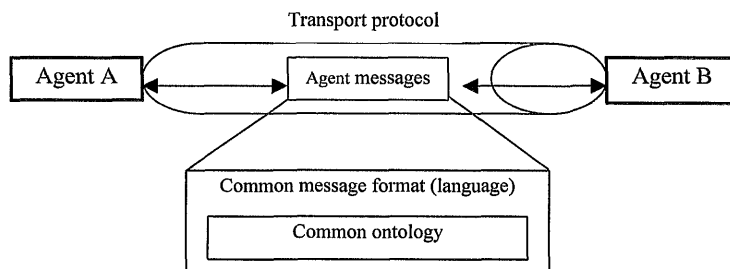 Transport protocol
Agent A
Agent messages
Agent B
Common message format (language)
Common ontology